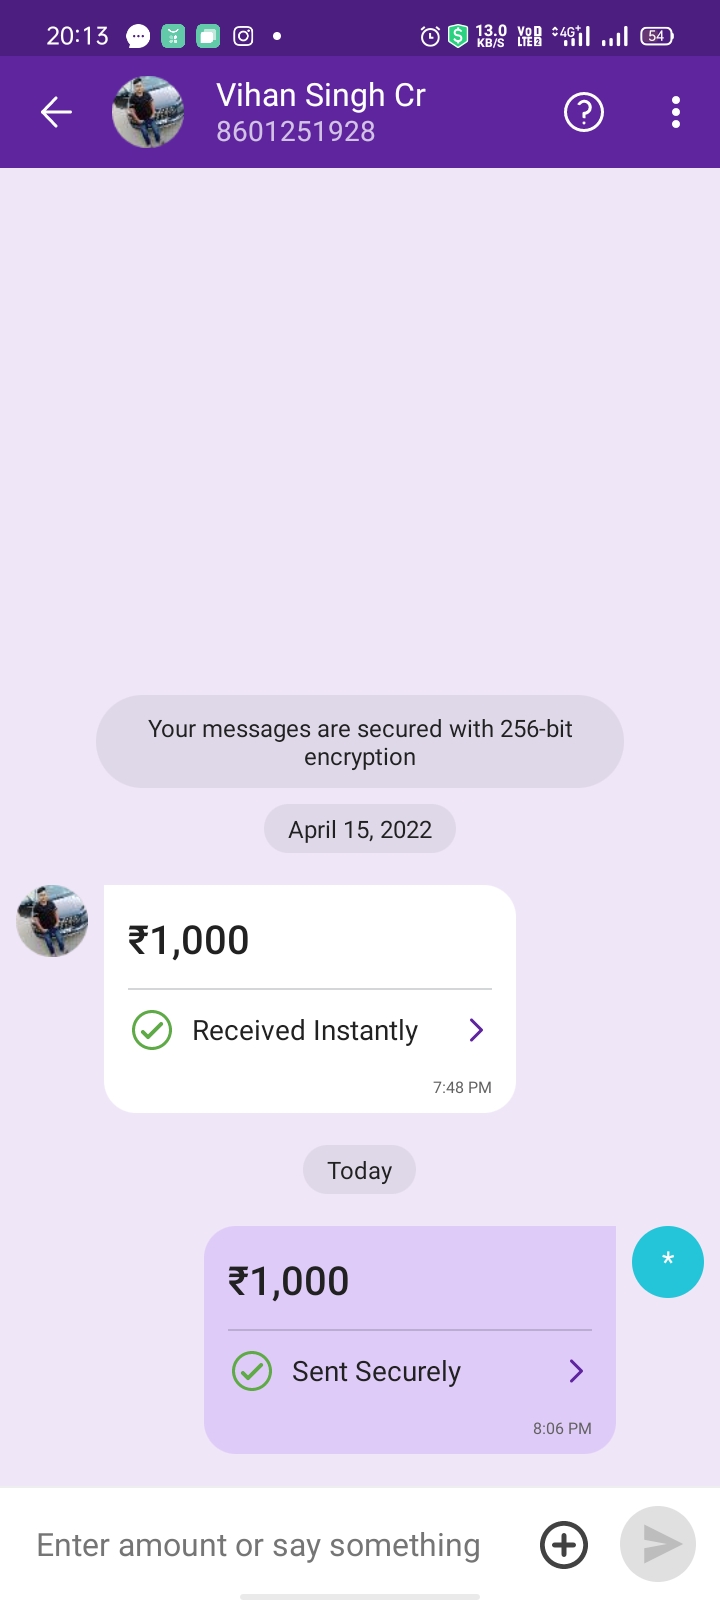 20:13
13.0
KB/S
VoD
LTE2
4G+
54
Vihan Singh Cr
8601251928
Your messages are secured with 256-bit
encryption
April 15, 2022
₹1,000
Received Instantly
7:48 PM
Today
₹1,000
*
Sent Securely
8:06 PM
Enter amount or say something